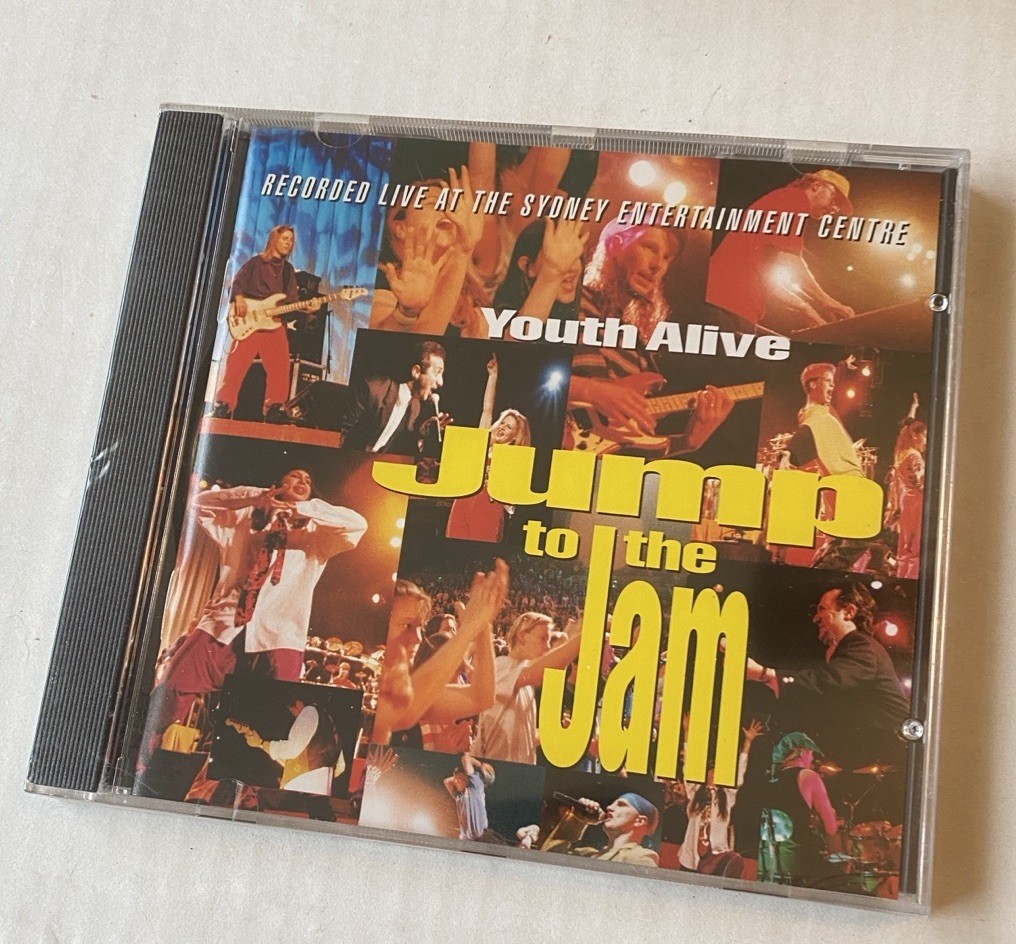 RECORDED LIVE AT THE SYDNEY ENTERTAINMENT CENTRE
Youth Alive
Jump
to the
Jam